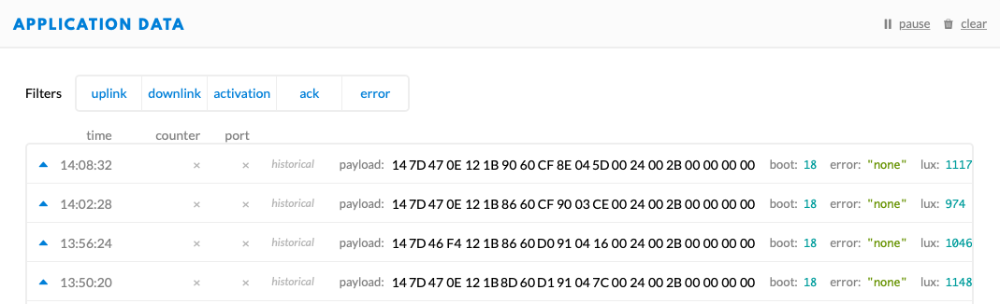 APPLICATION DATA pause clear
Filters uplink downlink activation ack error
time counter port
14:08:32 × × historical payload: 14 7D 47 0E 12 1B 90 60 CF 8E 04 5D 00 24 00 2B 00 00 00 00 boot: 18 error: "none" lux: 1117
14:02:28 × × historical payload: 14 7D 47 0E 12 1B 86 60 CF 90 03 CE 00 24 00 2B 00 00 00 00 boot: 18 error: "none" lux: 974
13:56:24 × × historical payload: 14 7D 46 F4 12 1B 86 60 D0 91 04 16 00 24 00 2B 00 00 00 00 boot: 18 error: "none" lux: 1046
13:50:20 × × historical payload: 14 7D 47 0E 12 1B 8D 60 D1 91 04 7C 00 24 00 2B 00 00 00 00 boot: 18 error: "none" lux: 1148